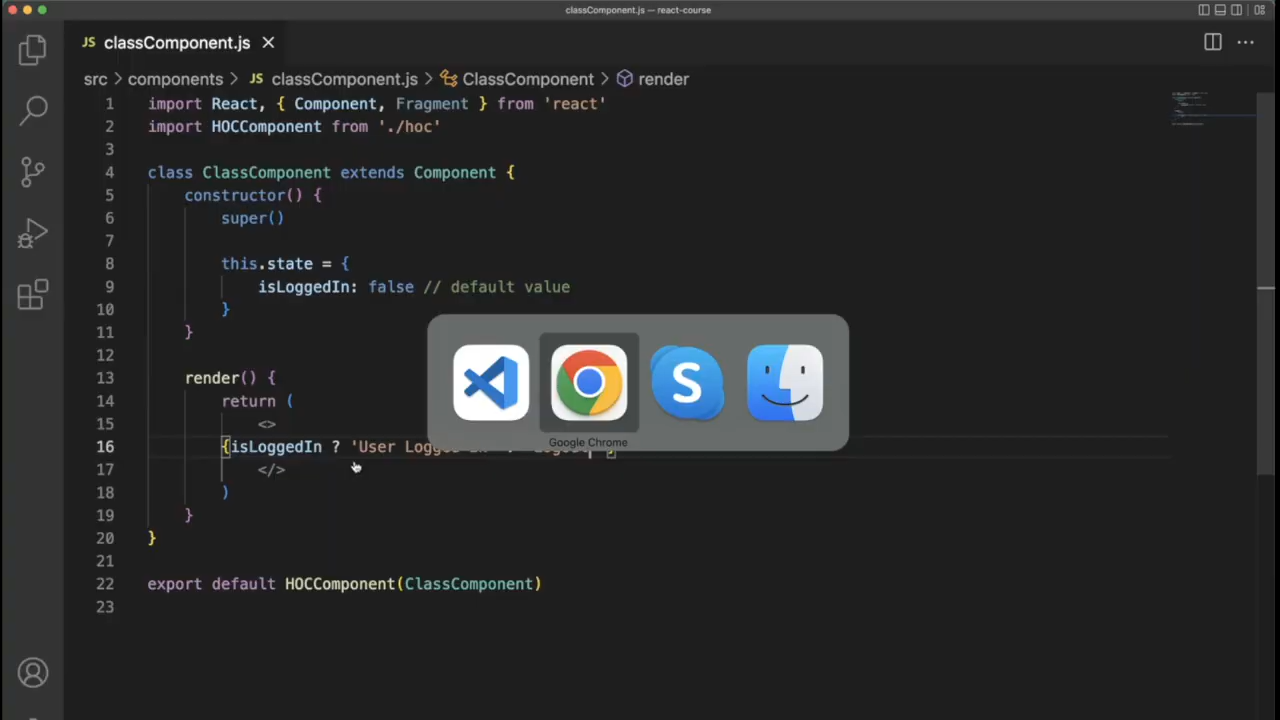 classComponent.js — react-course
JS classComponent.js
src > components > JS classComponent.js > ClassComponent > render
1 import React, { Component, Fragment } from 'react'
2 import HOCComponent from './hoc'
3
4 class ClassComponent extends Component {
5 constructor() {
6 super()
7
8 this.state = {
9 isLoggedIn: false // default value
10 }
11 }
12
13 render() {
14 return (
15 <>
16 {isLoggedIn ? 'User
17 </>
18 )
19 }
20 }
21
22 export default HOCComponent(ClassComponent)
23
S
Google Chrome